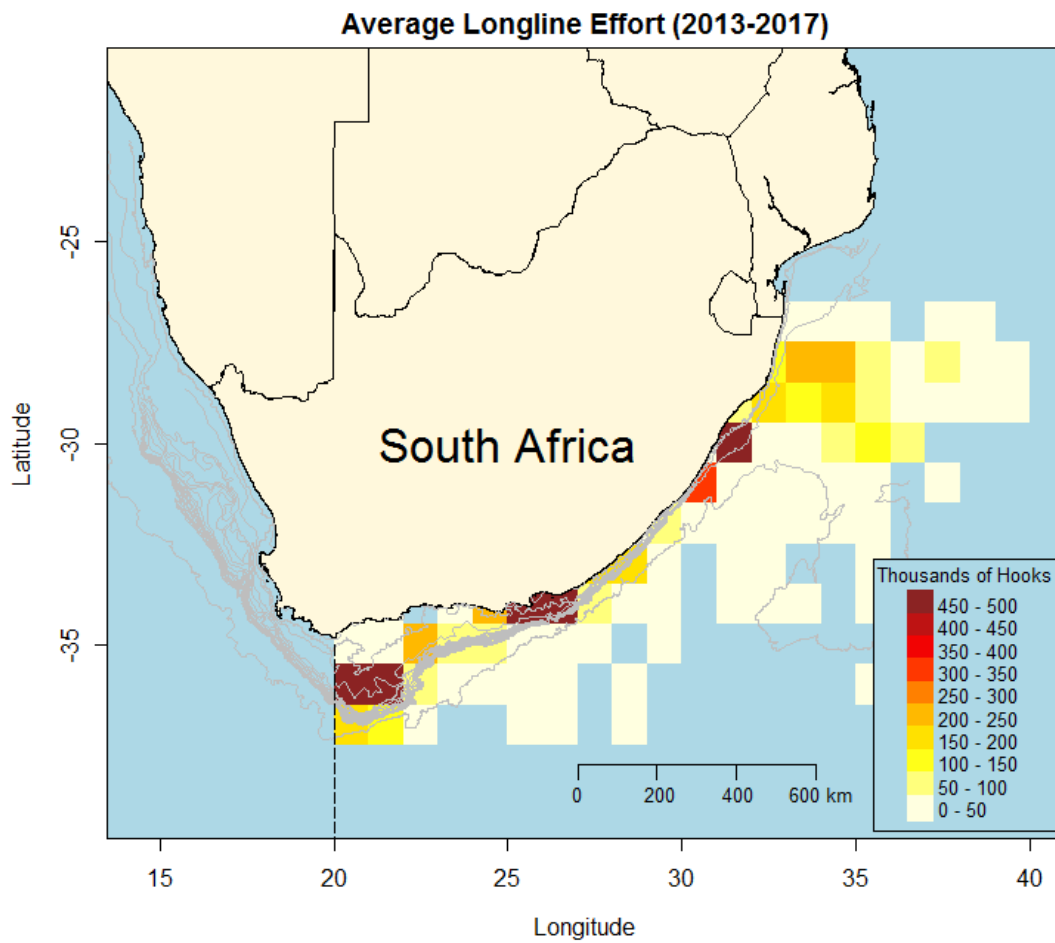 Average Longline Effort (2013-2017)
-25
-30
-35
Latitude
South Africa
Thousands of Hooks
450 - 500
400 - 450
350 - 400
300 - 350
250 - 300
200 - 250
150 - 200
100 - 150
50 - 100
0 - 50
0 200 400 600 km
15 20 25 30 35 40
Longitude